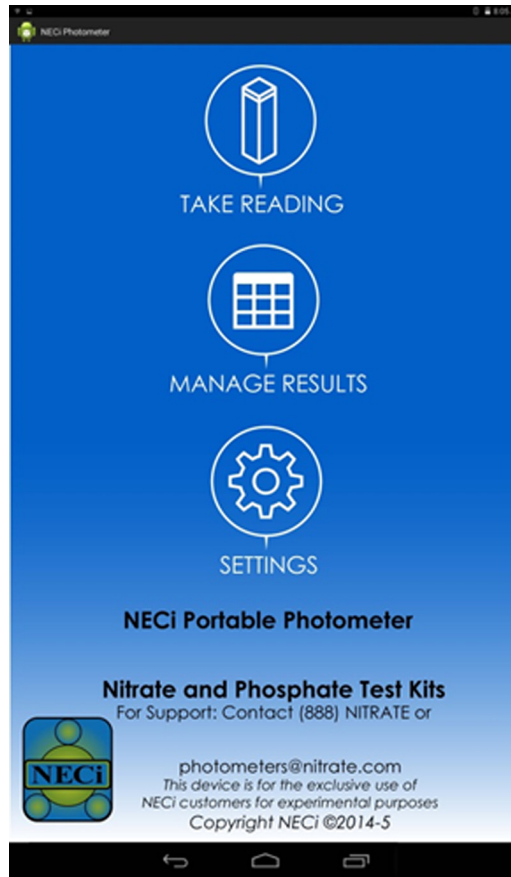 8:05
NECi Photometer
TAKE READING
MANAGE RESULTS
SETTINGS
NECi Portable Photometer
Nitrate and Phosphate Test Kits
For Support: Contact (888) NITRATE or
photometers@nitrate.com
This device is for the exclusive use of
NECi
NECi customers for experimental purposes
Copyright NECi ©2014-5